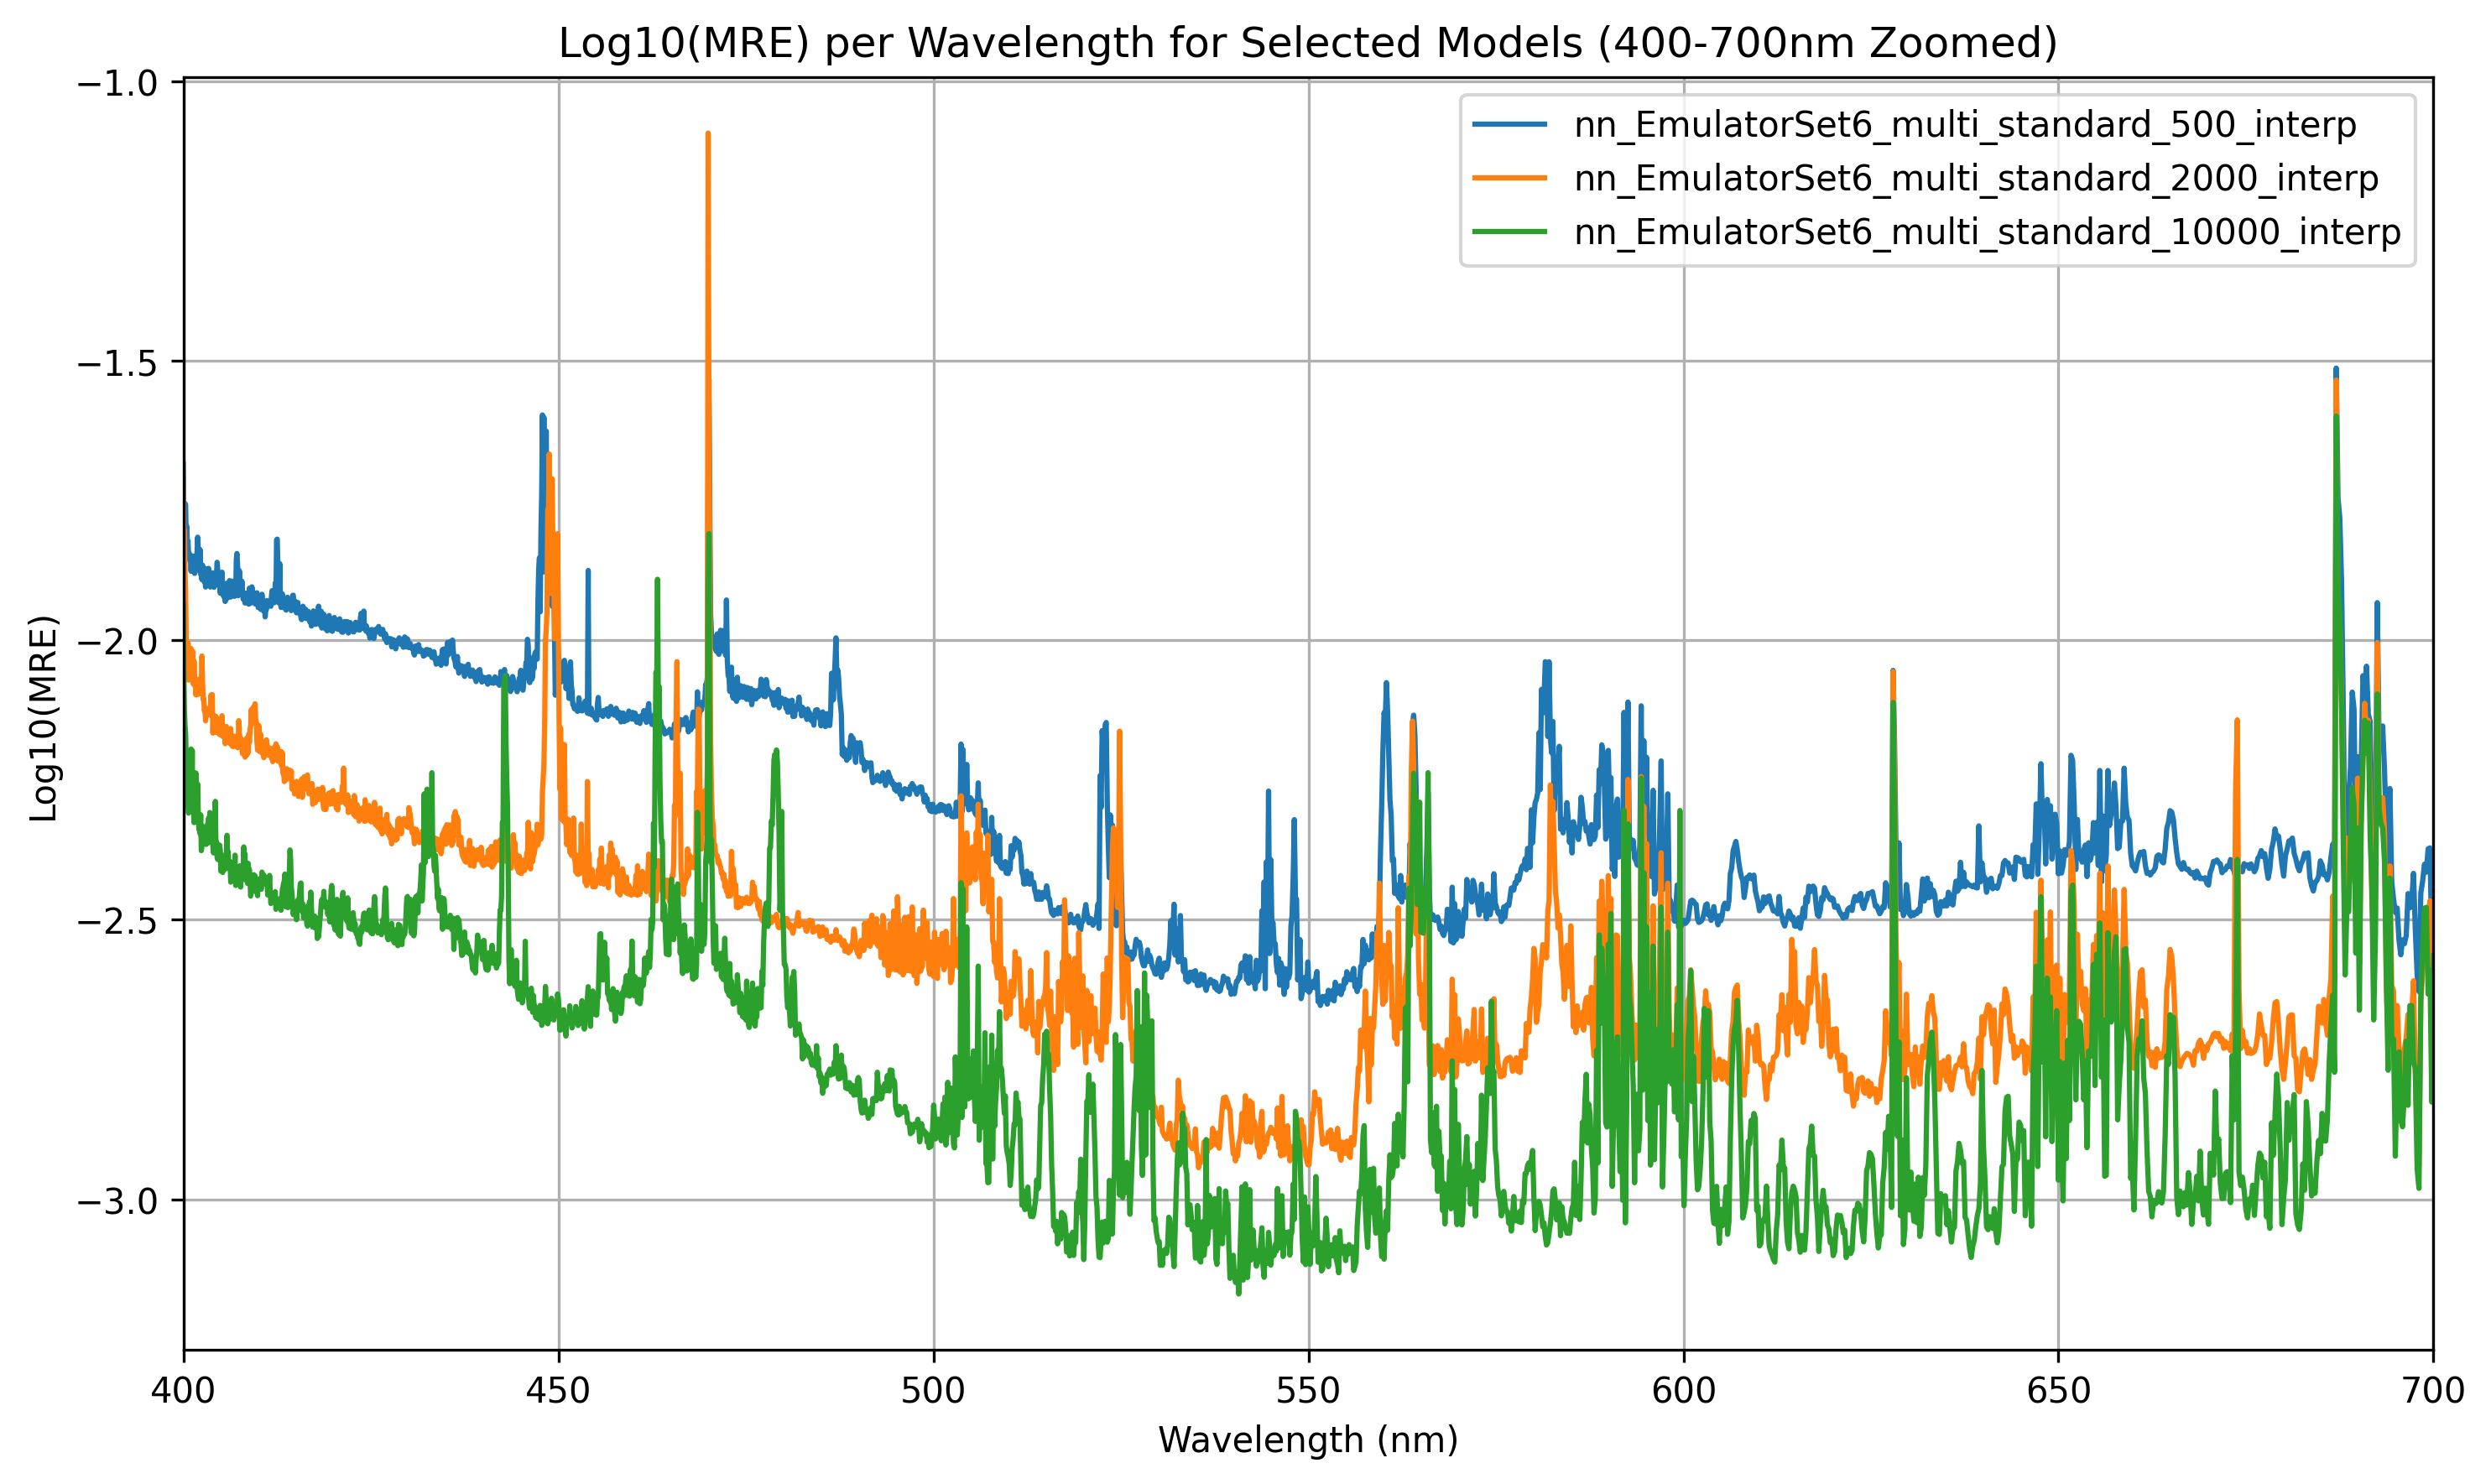 Log10(MRE) per Wavelength for Selected Models (400-700nm Zoomed)
nn_EmulatorSet6_multi_standard_500_interp
nn_EmulatorSet6_multi_standard_2000_interp
nn_EmulatorSet6_multi_standard_10000_interp
Log10(MRE)
−1.0
−1.5
−2.0
−2.5
−3.0
400 450 500 550 600 650 700
Wavelength (nm)